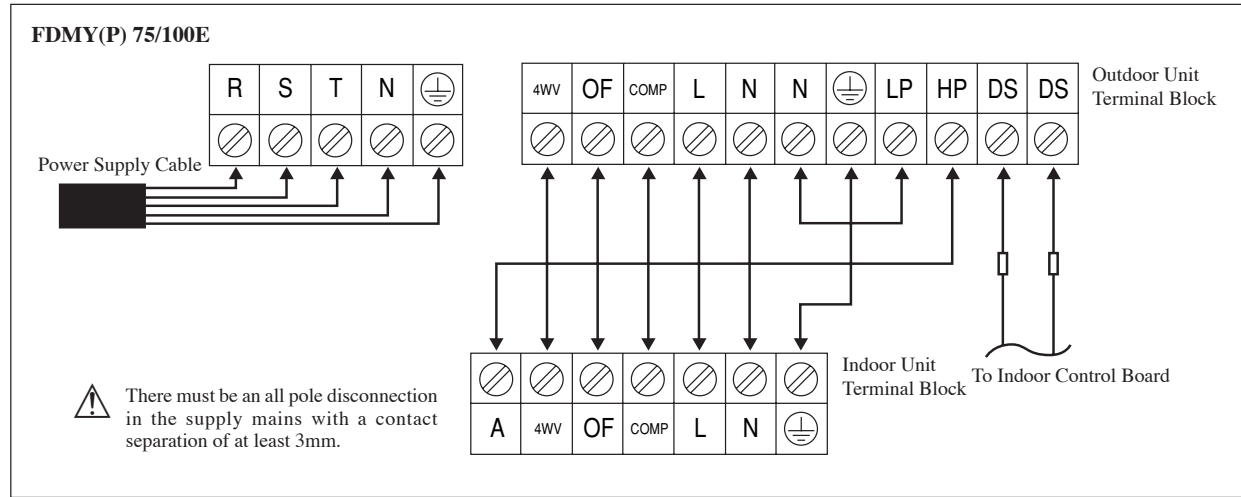 FDMY(P) 75/100E
R S T N
Power Supply Cable
4WV OF COMP L N N LP HP DS DS
Outdoor Unit
Terminal Block
Indoor Unit
Terminal Block
To Indoor Control Board
A 4WV OF COMP L N
There must be an all pole disconnection
in the supply mains with a contact
separation of at least 3mm.